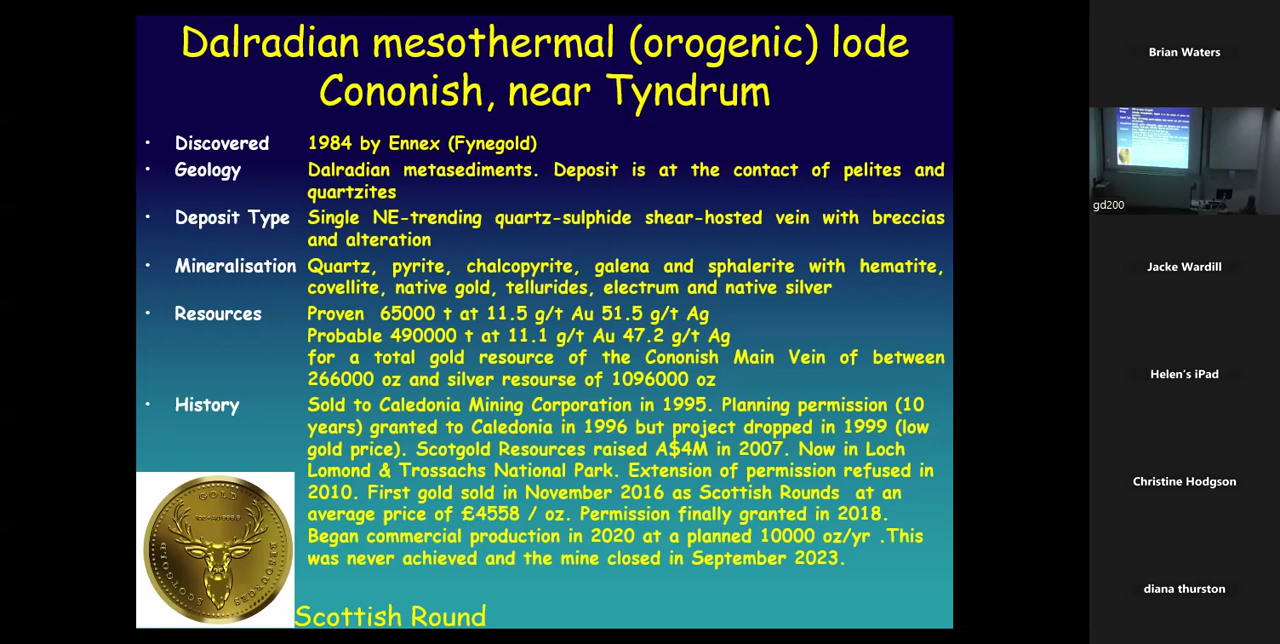 Dalradian mesothermal (orogenic) lode
Cononish, near Tyndrum
• Discovered 1984 by Ennex (Fynegold)
• Geology Dalradian metasediments. Deposit is at the contact of pelites and
quartzites
• Deposit Type Single NE-trending quartz-sulphide shear-hosted vein with breccias
and alteration
• Mineralisation Quartz, pyrite, chalcopyrite, galena and sphalerite with hematite,
covellite, native gold, tellurides, electrum and native silver
• Resources Proven 65000 t at 11.5 g/t Au 51.5 g/t Ag
Probable 490000 t at 11.1 g/t Au 47.2 g/t Ag
for a total gold resource of the Cononish Main Vein of between
266000 oz and silver resourse of 1096000 oz
• History Sold to Caledonia Mining Corporation in 1995. Planning permission (10
years) granted to Caledonia in 1996 but project dropped in 1999 (low
gold price). Scotgold Resources raised A$4M in 2007. Now in Loch
Lomond & Trossachs National Park. Extension of permission refused in
2010. First gold sold in November 2016 as Scottish Rounds at an
average price of £4558 / oz. Permission finally granted in 2018.
Began commercial production in 2020 at a planned 10000 oz/yr .This
was never achieved and the mine closed in September 2023.
GOLD
SCOTGOLD
RESOURCES
Scottish Round
Brian Waters
gd200
Jacke Wardill
Helen's iPad
Christine Hodgson
diana thurston